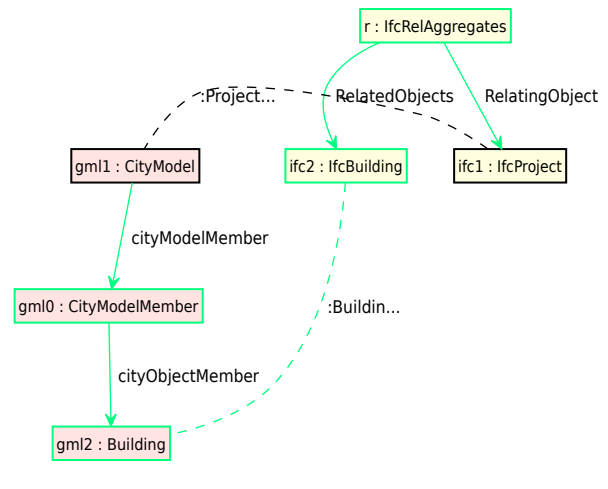 r : IfcRelAggregates
:Project...
RelatedObjects
RelatingObject
gml1 : CityModel
ifc2 : IfcBuilding
ifc1 : IfcProject
cityModelMember
gml0 : CityModelMember
:Buildin...
cityObjectMember
gml2 : Building